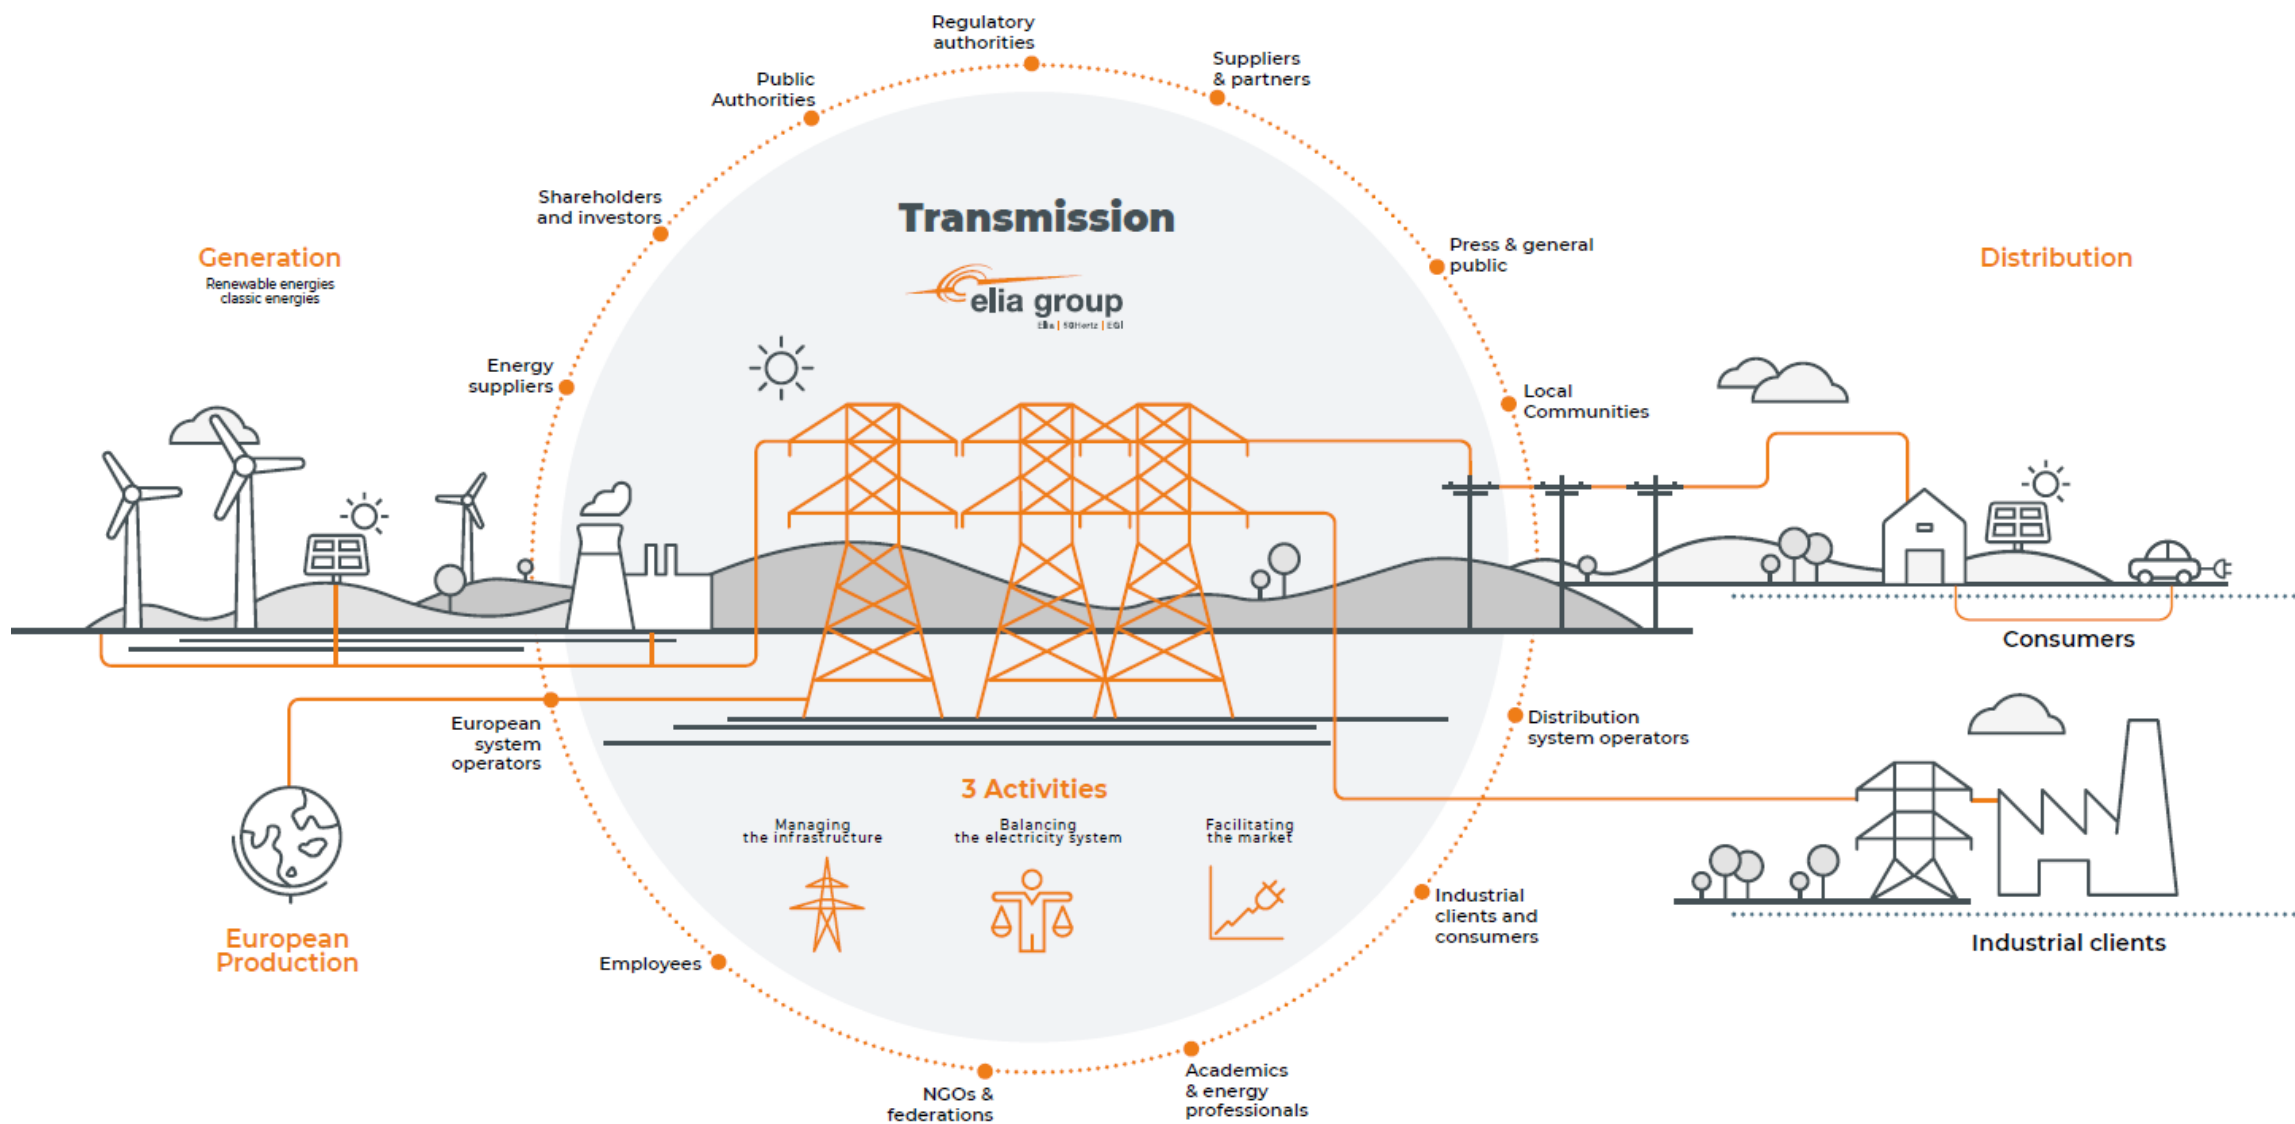 Regulatory
authorities
Suppliers
& partners
Public
Authorities
Shareholders
and investors
Transmission
elia group
Elia | 50Hertz | EGI
Press & general
public
Generation
Renewable energies
classic energies
Distribution
Energy
suppliers
Local
Communities
Consumers
European
system
operators
Distribution
system operators
3 Activities
Managing
the infrastructure
Balancing
the electricity system
Facilitating
the market
Industrial
clients and
consumers
European
Production
Industrial clients
Employees
Academics
& energy
professionals
NGOs &
federations